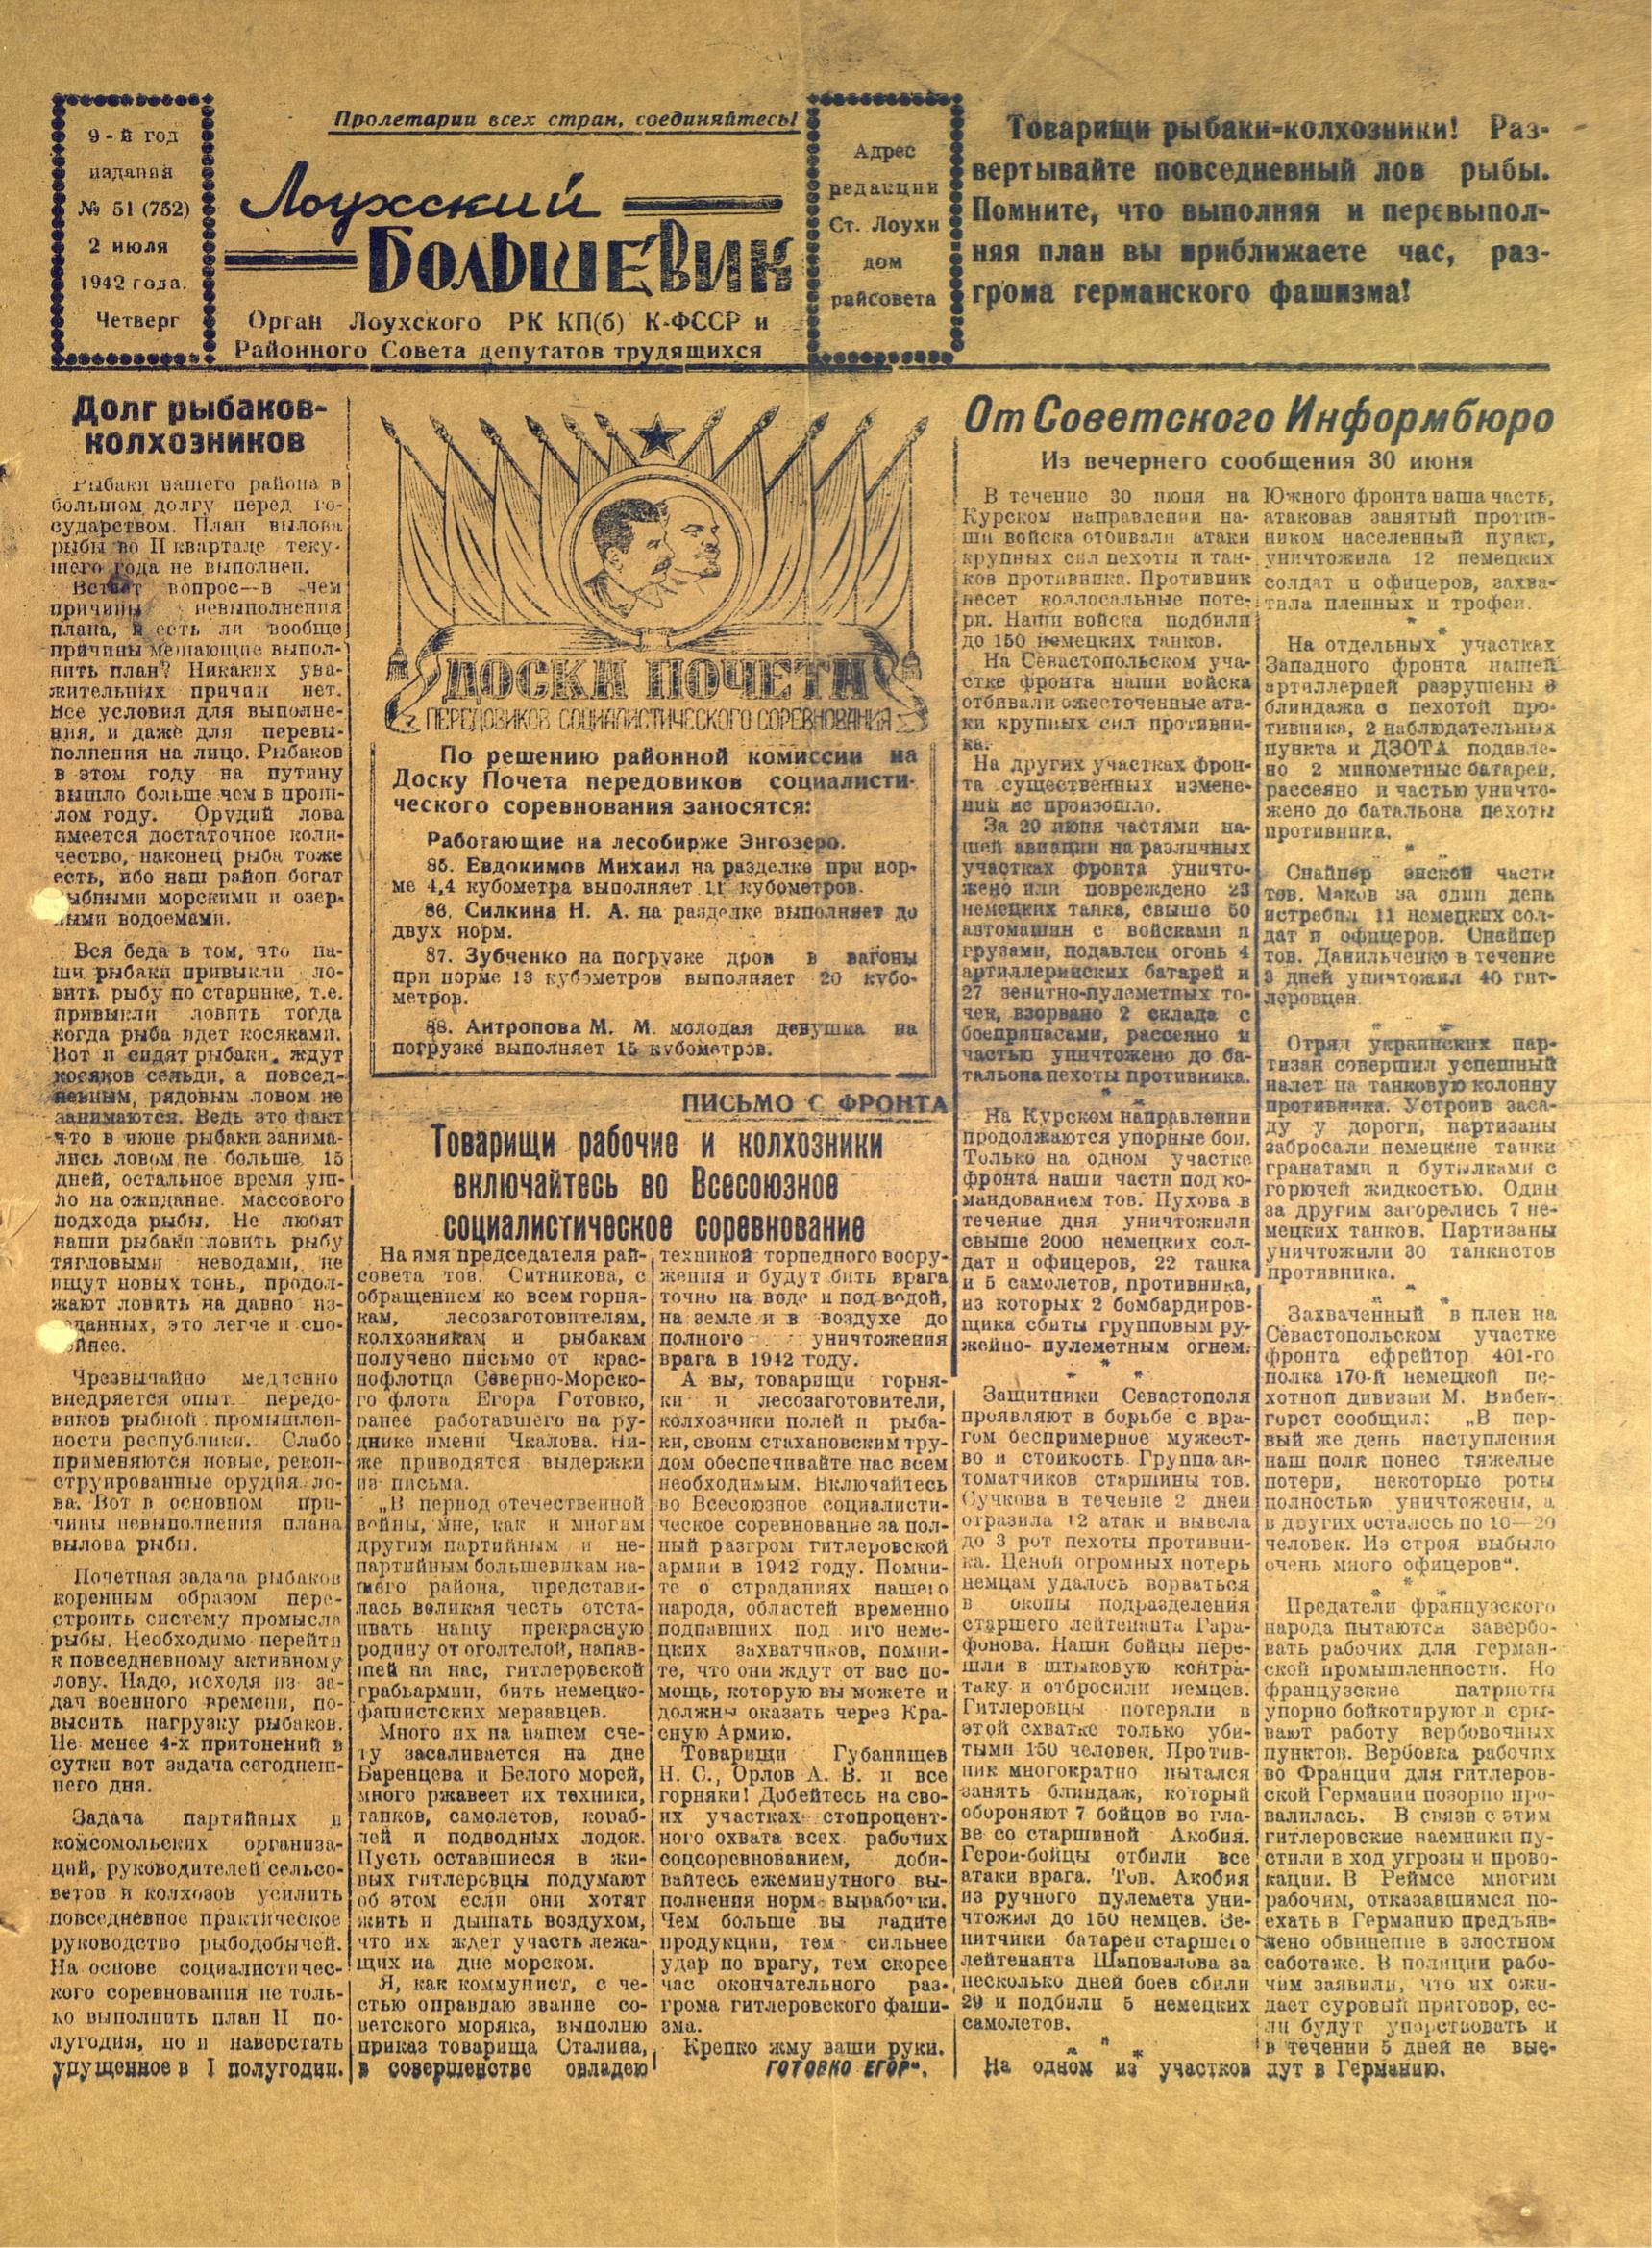 9-й год
издания
№ 51 (752)
2 июля
1942 года.
Четверг
Пролетарии всех стран, соединяйтесь!
Лоухский
БОЛЬШЕВИК
Орган Лоухского РК КП(б) К-ФССР и
Районного Совета депутатов трудящихся
Адрес
редакции
Ст. Лоухи
дом
райсовета
Товарищи рыбаки-колхозники! Раз-
вертывайте повседневный лов рыбы.
Помните, что выполняя и перевыпол-
няя план вы приближаете час, раз-
грома германского фашизма!
Долг рыбаков-
колхозников
Рыбаки нашего района в
большом долгу перед го-
сударством. План вылова
рыбы во II квартале теку-
щего года не выполнен.
Встает вопрос—в чем
причины невыполнения
плана, и есть ли вообще
причины мешающие выпол-
нить план? Никаких ува-
жительных причин нет.
Все условия для выполне-
ния, и даже для перевы-
полнения на лицо. Рыбаков
в этом году на путину
вышло больше чем в прош-
лом году. Орудий лова
имеется достаточное коли-
чество, наконец рыба тоже
есть, ибо наш район богат
рыбными морскими и озер-
ными водоемами.
Вся беда в том, что на-
ши рыбаки привыкли ло-
вить рыбу по старинке, т.е.
привыкли ловить тогда
когда рыба идет косяками.
Вот и сидят рыбаки, ждут
косяков сельди, а повсед-
невным, рядовым ловом не
занимаются. Ведь это факт
что в июне рыбаки занима-
лись ловом не больше 15
дней, остальное время уш-
ло на ожидание массового
подхода рыбы. Не любят
наши рыбаки ловить рыбу
тягловыми неводами, не
ищут новых тонь, продол-
жают ловить на давно из-
еданных, это легче и спо-
койнее.
Чрезвычайно медленно
внедряется опыт передо-
виков рыбной промышлен-
ности республики. Слабо
применяются новые, рекон-
струированные орудия ло-
ва. Вот в основном при-
чины невыполнения плана
вылова рыбы.
Почетная задача рыбаков
коренным образом пере-
строить систему промысла
рыбы. Необходимо перейти
к повседневному активному
лову. Надо, исходя из за-
дач военного времени, по-
высить нагрузку рыбаков.
Не менее 4-х притонений в
сутки вот задача сегодняш-
него дня.
Задача партийных и
комсомольских организа-
ций, руководителей сельсо-
ветов и колхозов усилить
повседневное практическое
руководство рыбодобычей.
На основе социалистичес-
кого соревнования не толь-
ко выполнить план II по-
лугодия, но и наверстать
упущенное в I полугодии.
ДОСКИ ПОЧЕТА
ПЕРЕДОВИКОВ СОЦИАЛИСТИЧЕСКОГО СОРЕВНОВАНИЯ
По решению районной комиссии на
Доску Почета передовиков социалисти-
ческого соревнования заносятся:
Работающие на лесобирже Энгозеро.
85. Евдокимов Михаил на разделке при нор-
ме 4,4 кубометра выполняет 11 кубометров.
86. Силкина Н. А. на разделке выполняет до
двух норм.
87. Зубченко на погрузке дров в вагоны
при норме 13 кубометров выполняет 20 кубо-
метров.
88. Антропова М. М. молодая девушка на
погрузке выполняет 15 кубометров.
ПИСЬМО С ФРОНТА
Товарищи рабочие и колхозники
включайтесь во Всесоюзное
социалистическое соревнование
На имя председателя рай-
совета тов. Ситникова, с
обращением ко всем горня-
кам, лесозаготовителям,
колхозникам и рыбакам
получено письмо от крас-
нофлотца Северно-Морско-
го флота Егора Готовко,
ранее работавшего на ру-
днике имени Чкалова. Ни-
же приводятся выдержки
из письма.
„В период отечественной
войны, мне, как и многим
другим партийным и не-
партийным большевикам на-
шего района, представи-
лась великая честь отста-
ивать нашу прекрасную
родину от оголтелой, напав-
шей на нас, гитлеровской
грабьармии, бить немецко-
фашистских мерзавцев.
Много их на нашем сче-
ту засаливается на дне
Баренцева и Белого морей,
много ржавеет их техники,
танков, самолетов, кораб-
лей и подводных лодок.
Пусть оставшиеся в жи-
вых гитлеровцы подумают
об этом если они хотят
жить и дышать воздухом,
что их ждет участь лежа-
щих на дне морском.
Я, как коммунист, с че-
стью оправдаю звание со-
ветского моряка, выполню
приказ товарища Сталина,
в совершенстве овладею
техникой торпедного воору-
жения и будут бить врага
точно на воде и под водой,
на земле и в воздухе до
полного уничтожения
врага в 1942 году.
А вы, товарищи горня-
ки и лесозаготовители,
колхозники полей и рыба-
ки, своим стахановским тру-
дом обеспечивайте нас всем
необходимым. Включайтесь
во Всесоюзное социалисти-
ческое соревнование за пол-
ный разгром гитлеровской
армии в 1942 году. Помни-
те о страданиях нашего
народа, областей временно
подпавших под иго неме-
цких захватчиков, помни-
те, что они ждут от вас по-
мощь, которую вы можете и
должны оказать через Кра-
сную Армию.
Товарищи Губанищев
Н. С., Орлов А. В. и все
горняки! Добейтесь на сво-
их участках стопроцент-
ного охвата всех рабочих
соцсоревнованием, доби-
вайтесь ежеминутного вы-
полнения норм выработки.
Чем больше вы дадите
продукции, тем сильнее
удар по врагу, тем скорее
час окончательного раз-
грома гитлеровского фаши-
зма.
Крепко жму ваши руки.
ГОТОВКО ЕГОР“.
От Советского Информбюро
Из вечернего сообщения 30 июня
В течение 30 июня на
Курском направлении на-
ши войска отбивали атаки
крупных сил пехоты и тан-
ков противника. Противник
несет коллосальные поте-
ри. Наши войска подбили
до 150 немецких танков.
На Севастопольском уча-
стке фронта наши войска
отбивали ожесточенные ата-
ки крупных сил противни-
ка.
На других участках фрон-
та существенных измене-
ний не произошло.
За 29 июня частями на-
шей авиации на различных
участках фронта уничто-
жено или повреждено 23
немецких танка, свыше 50
автомашин с войсками и
грузами, подавлен огонь 4
артиллерийских батарей и
27 зенитно-пулеметных то-
чек, взорвано 2 склада с
боеприпасами, рассеяно и
частью уничтожено до ба-
тальона пехоты противника.
* * *
На Курском направлении
продолжаются упорные бои.
Только на одном участке
фронта наши части под ко-
мандованием тов. Пухова в
течение дня уничтожили
свыше 2000 немецких сол-
дат и офицеров, 22 танка
и 5 самолетов, противника,
из которых 2 бомбардиров-
щика сбиты групповым ру-
жейно-пулеметным огнем.
* * *
Защитники Севастополя
проявляют в борьбе с вра-
гом беспримерное мужест-
во и стойкость. Группа ав-
томатчиков старшины тов.
Сучкова в течение 2 дней
отразила 12 атак и вывела
до 3 рот пехоты противни-
ка. Ценой огромных потерь
немцам удалось ворваться
в окопы подразделения
старшего лейтенанта Гара-
фонова. Наши бойцы пере-
шли в штыковую контра-
таку и отбросили немцев.
Гитлеровцы потеряли в
этой схватке только уби-
тыми 150 человек. Против-
ник многократно пытался
занять блиндаж, который
обороняют 7 бойцов во гла-
ве со старшиной Акобия.
Герои-бойцы отбили все
атаки врага. Тов. Акобия
из ручного пулемета уни-
чтожил до 150 немцев. Зе-
нитчики батареи старшего
лейтенанта Шаповалова за
несколько дней боев сбили
29 и подбили 5 немецких
самолетов.
* * *
На одном из участков
Южного фронта наша часть,
атаковав занятый против-
ником населенный пункт,
уничтожила 12 немецких
солдат и офицеров, захва-
тила пленных и трофеи.
* * *
На отдельных участках
Западного фронта нашей
артиллерией разрушены 8
блиндажа с пехотой про-
тивника, 2 наблюдательных
пункта и ДЗОТА подавле-
но 2 минометные батареи,
рассеяно и частью уничто-
жено до батальона пехоты
противника.
* * *
Снайпер энской части
тов. Маков за один день
истребил 11 немецких сол-
дат и офицеров. Снайпер
тов. Данильченко в течение
3 дней уничтожил 40 гит-
леровцев.
* * *
Отряд украинских пар-
тизан совершил успешный
налет на танковую колонну
противника. Устроив заса-
ду у дороги, партизаны
забросали немецкие танки
гранатами и бутылками с
горючей жидкостью. Один
за другим загорелись 7 не-
мецких танков. Партизаны
уничтожили 30 танкистов
противника.
* * *
Захваченный в плен на
Севастопольском участке
фронта ефрейтор 401-го
полка 170-й немецкой пе-
хотной дивизии М. Вибен-
горст сообщил: „В пер-
вый же день наступления
наш полк понес тяжелые
потери, некоторые роты
полностью уничтожены, а
в других осталось по 10—20
человек. Из строя выбыло
очень много офицеров“.
* * *
Предатели французского
народа пытаются завербо-
вать рабочих для герман-
ской промышленности. Но
французские патриоты
упорно бойкотируют и сры-
вают работу вербовочных
пунктов. Вербовка рабочих
во Франции для гитлеров-
ской Германии позорно про-
валилась. В связи с этим
гитлеровские наемники пу-
стили в ход угрозы и прово-
кации. В Реймсе многим
рабочим, отказавшимся по-
ехать в Германию предъяв-
лено обвинение в злостном
саботаже. В полиции рабо-
чим заявили, что их ожи-
дает суровый приговор, ес-
ли будут упорствовать и
в течении 5 дней не вые-
дут в Германию.